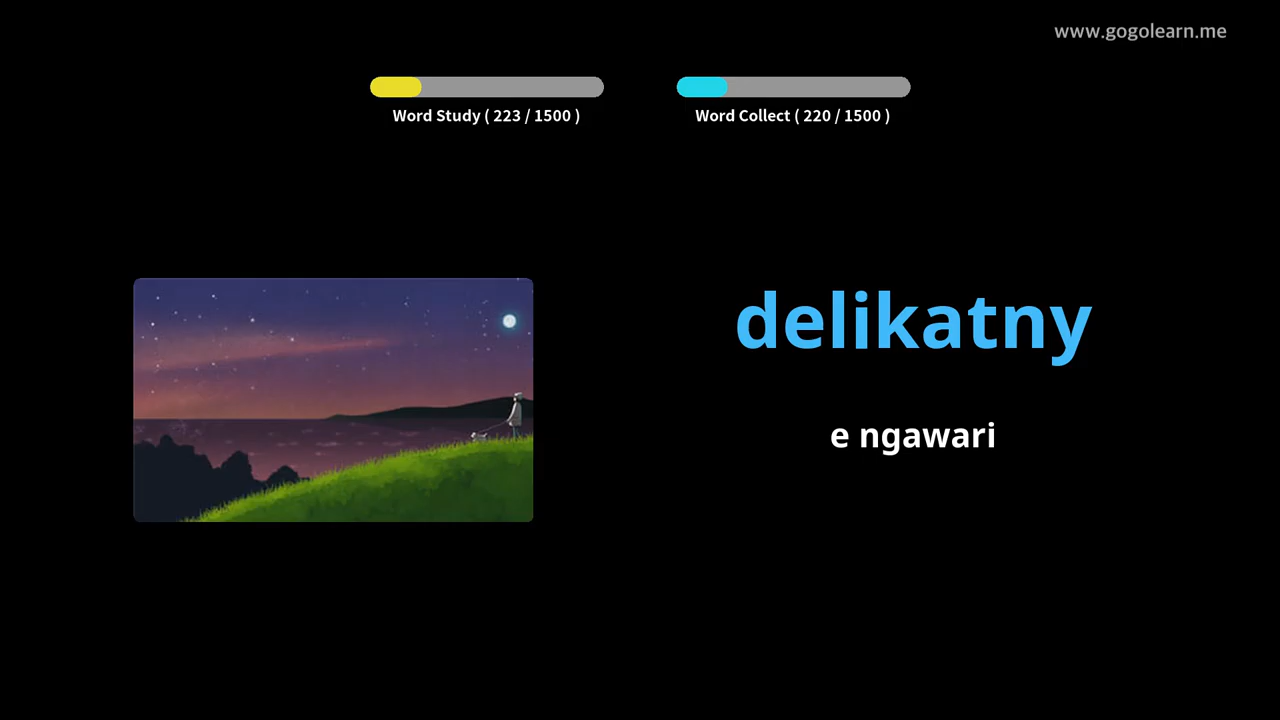 www.gogolearn.me
Word Study ( 223 / 1500 )
Word Collect ( 220 / 1500 )
delikatny
e ngawari